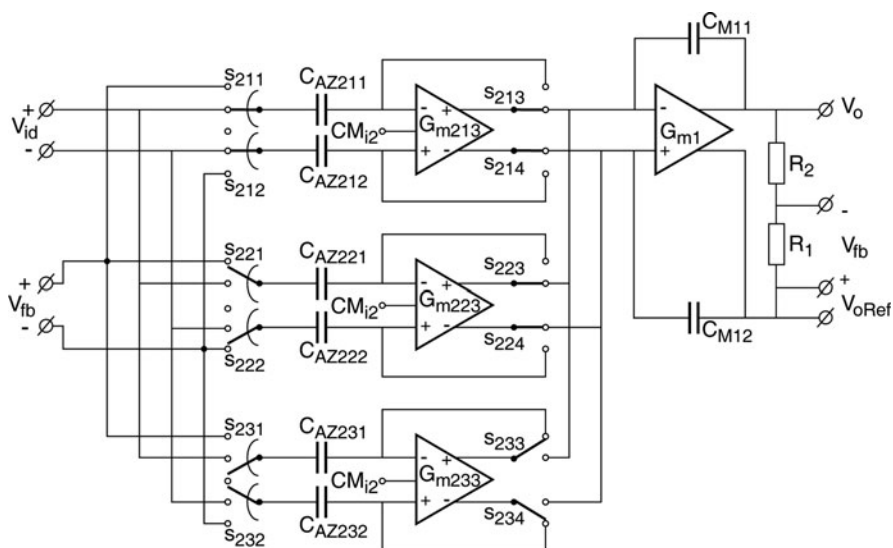 C_M11
s_211
C_AZ211
+
V_id
-
- +
G_m213
CM_i2
+ -
s_213
s_214
-
G_m1
+
V_o
R_2
s_212
C_AZ212
-
V_fb
R_1
+
V_oRef
C_M12
s_221
C_AZ221
+
V_fb
-
- +
G_m223
CM_i2
+ -
s_223
s_224
s_222
C_AZ222
s_231
C_AZ231
- +
G_m233
CM_i2
+ -
s_233
s_234
s_232
C_AZ232